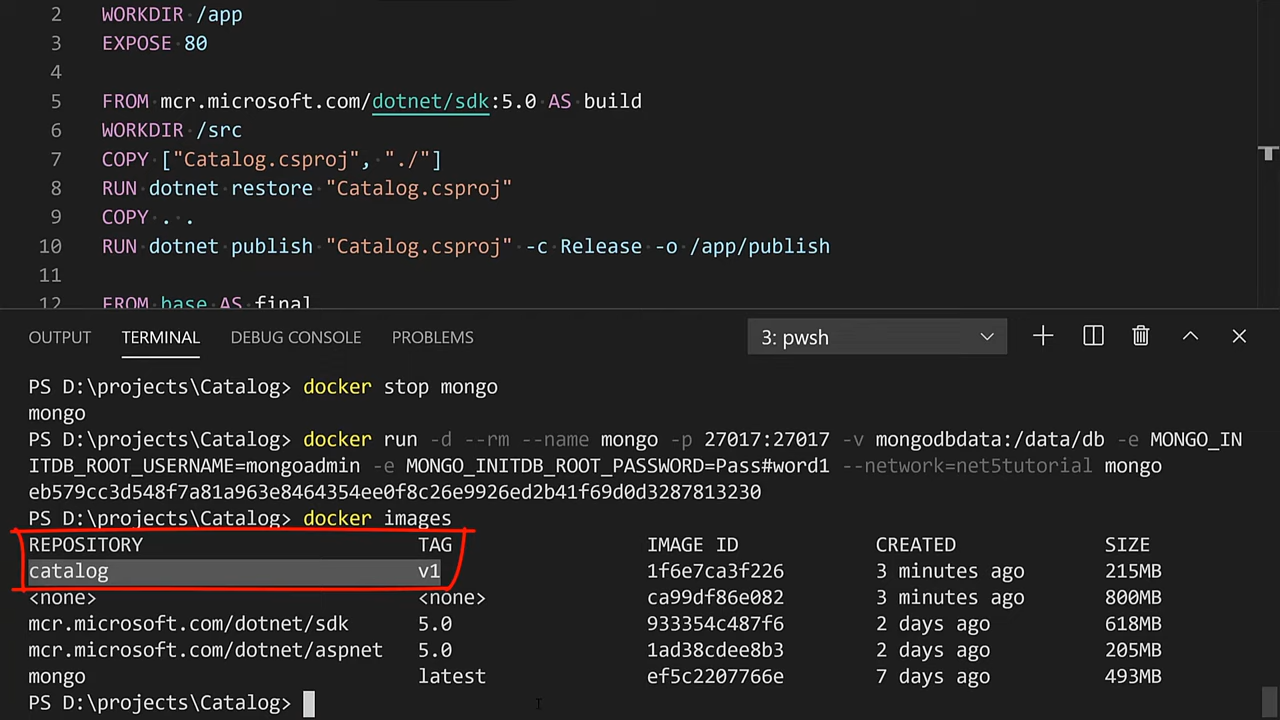 2 WORKDIR /app
3 EXPOSE 80
4
5 FROM mcr.microsoft.com/dotnet/sdk:5.0 AS build
6 WORKDIR /src
7 COPY ["Catalog.csproj", "./"]
8 RUN dotnet restore "Catalog.csproj"
9 COPY . .
10 RUN dotnet publish "Catalog.csproj" -c Release -o /app/publish
11
12 FROM base AS final
OUTPUT TERMINAL DEBUG CONSOLE PROBLEMS 3: pwsh
PS D:\projects\Catalog> docker stop mongo
mongo
PS D:\projects\Catalog> docker run -d --rm --name mongo -p 27017:27017 -v mongodbdata:/data/db -e MONGO_IN
ITDB_ROOT_USERNAME=mongoadmin -e MONGO_INITDB_ROOT_PASSWORD=Pass#word1 --network=net5tutorial mongo
eb579cc3d548f7a81a963e8464354ee0f8c26e9926ed2b41f69d0d3287813230
PS D:\projects\Catalog> docker images
REPOSITORY TAG IMAGE ID CREATED SIZE
catalog v1 1f6e7ca3f226 3 minutes ago 215MB
<none> <none> ca99df86e082 3 minutes ago 800MB
mcr.microsoft.com/dotnet/sdk 5.0 933354c487f6 2 days ago 618MB
mcr.microsoft.com/dotnet/aspnet 5.0 1ad38cdee8b3 2 days ago 205MB
mongo latest ef5c2207766e 7 days ago 493MB
PS D:\projects\Catalog>